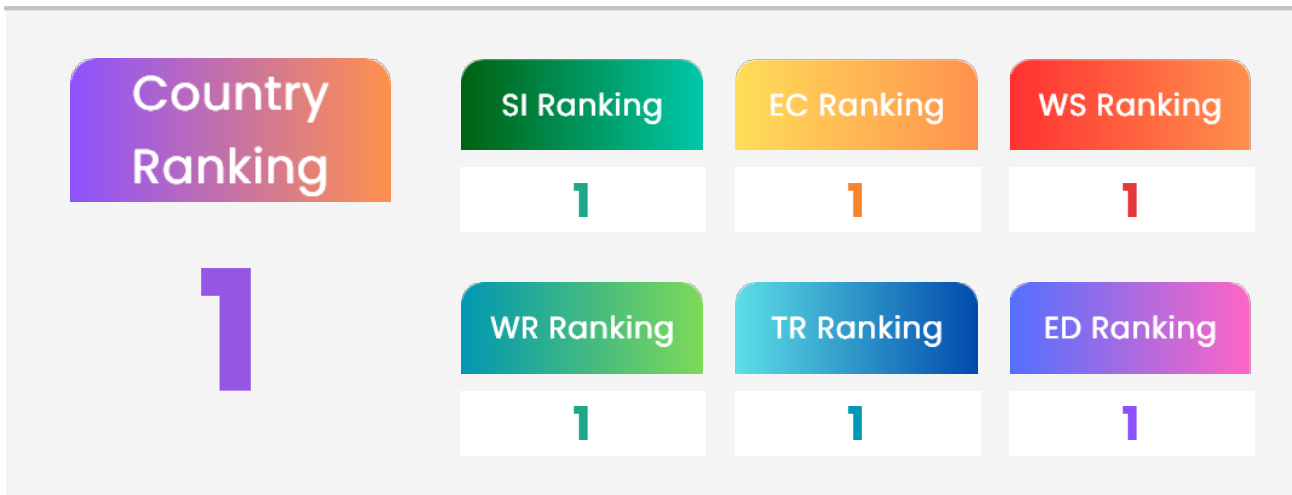 Country
Ranking
1
SI Ranking
EC Ranking
WS Ranking
1
1
1
WR Ranking
TR Ranking
ED Ranking
1
1
1